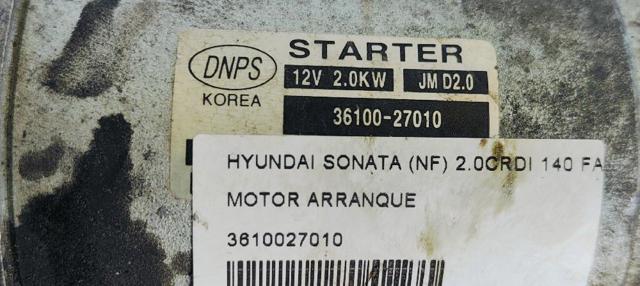 DNPS
KOREA
STARTER
12V 2.0KW JM D2.0
36100-27010
HYUNDAI SONATA (NF) 2.0CRDI 140 FA
MOTOR ARRANQUE
3610027010